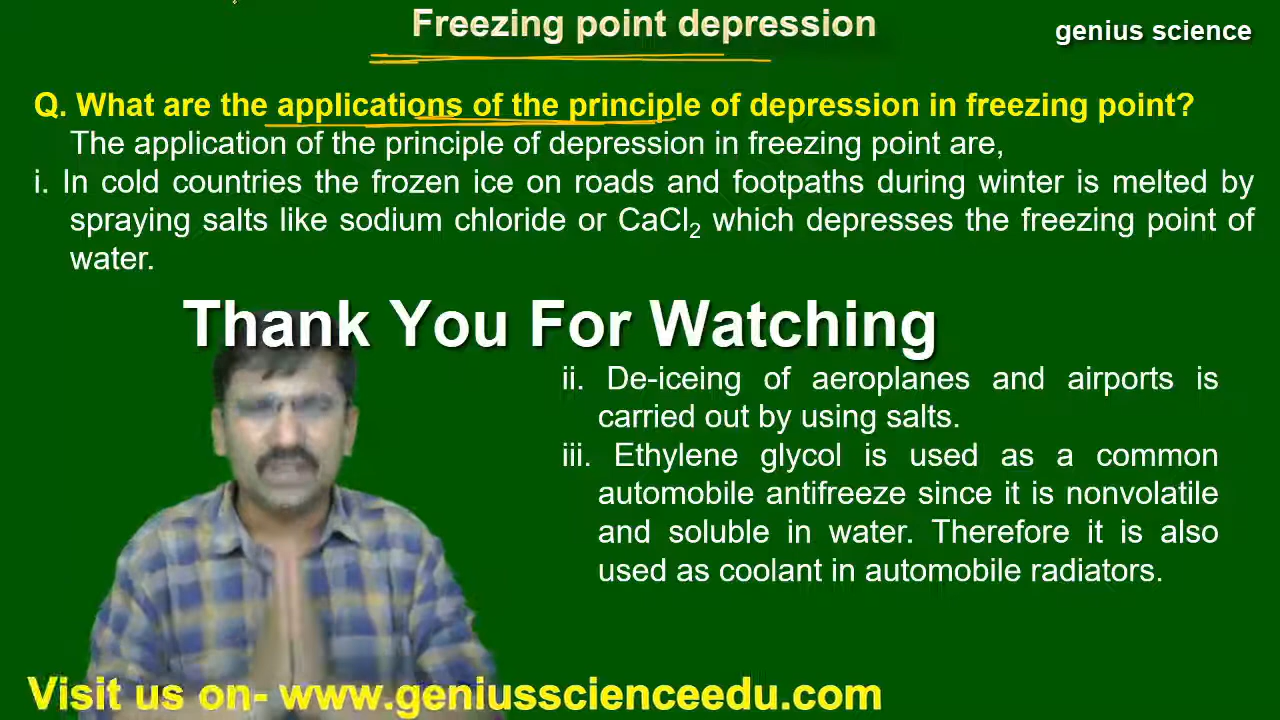 Freezing point depression
genius science
Q. What are the applications of the principle of depression in freezing point?
The application of the principle of depression in freezing point are,
i. In cold countries the frozen ice on roads and footpaths during winter is melted by
spraying salts like sodium chloride or CaCl₂ which depresses the freezing point of
water.
Thank You For Watching
ii. De-iceing of aeroplanes and airports is
carried out by using salts.
iii. Ethylene glycol is used as a common
automobile antifreeze since it is nonvolatile
and soluble in water. Therefore it is also
used as coolant in automobile radiators.
Visit us on- www.geniusscienceedu.com